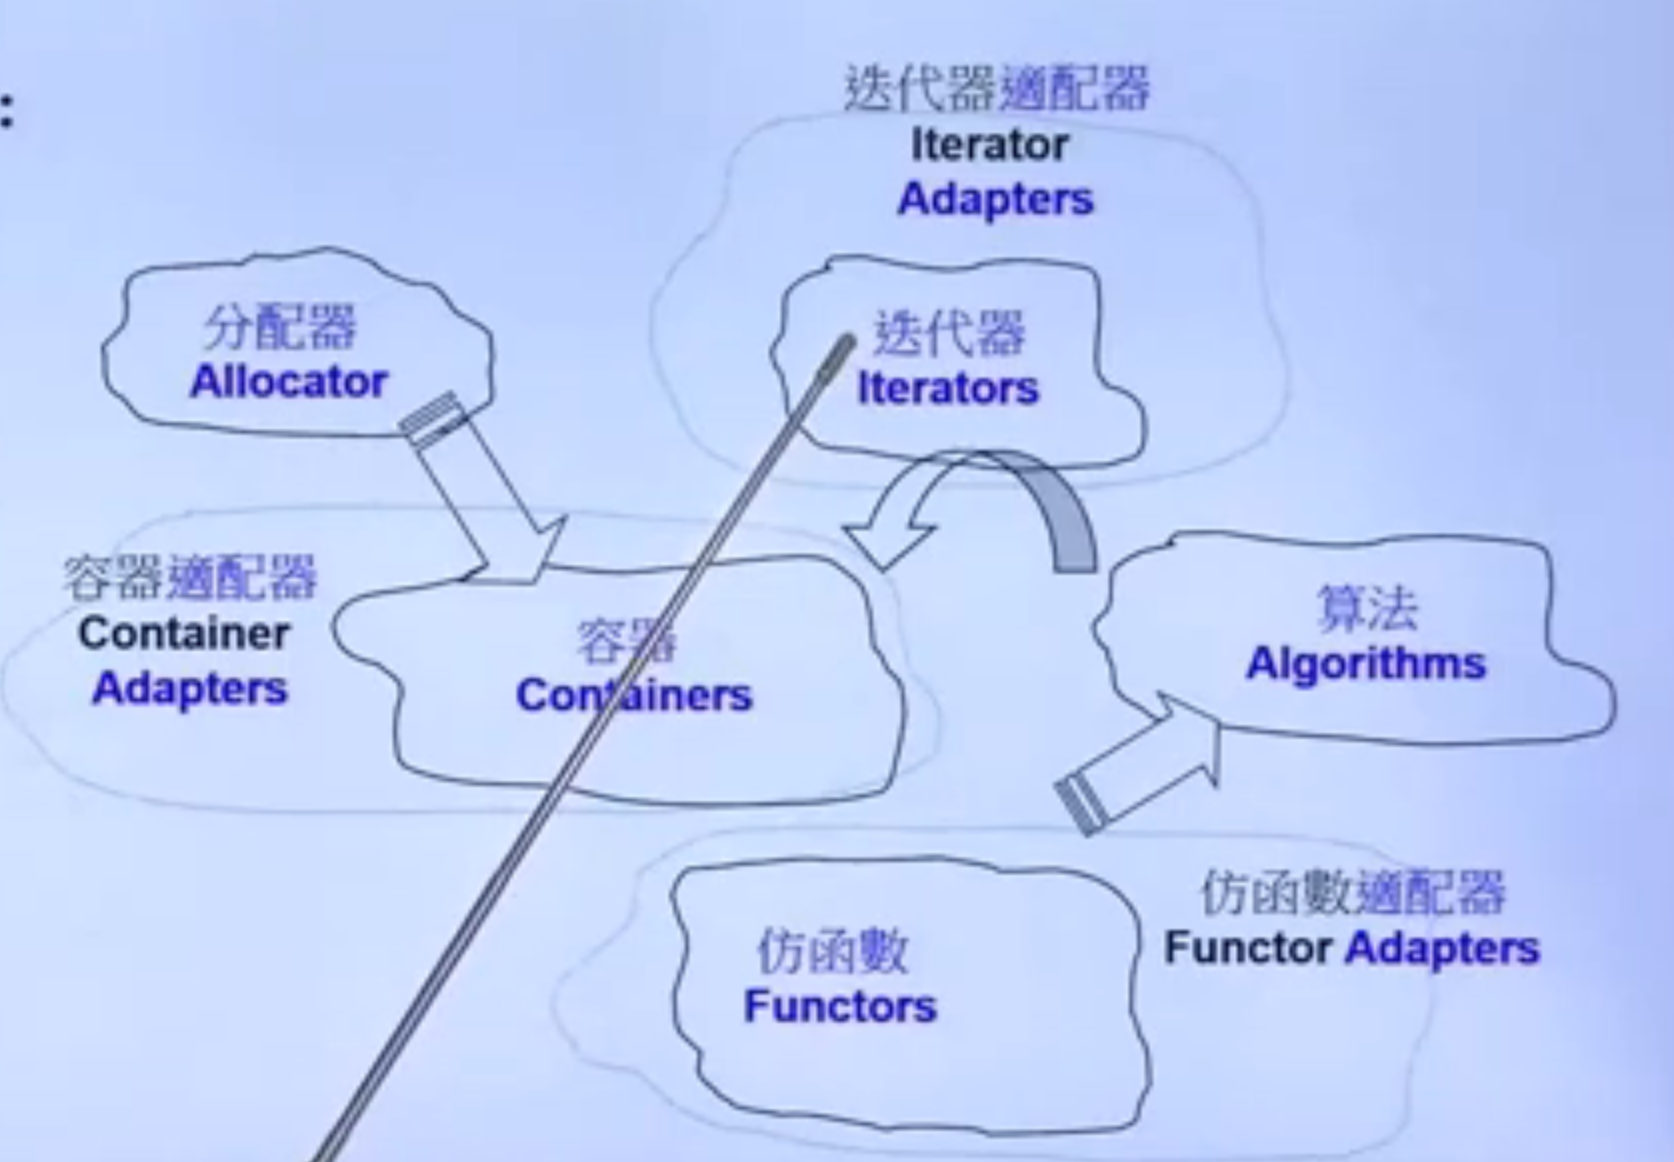 :
迭代器適配器
Iterator
Adapters
分配器
Allocator
迭代器
Iterators
容器適配器
Container
Adapters
容器
Containers
算法
Algorithms
仿函數
Functors
仿函數適配器
Functor Adapters